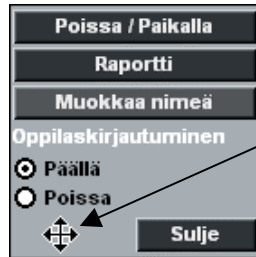 Poissa / Paikalla
Raportti
Muokkaa nimeä
Oppilaskirjautuminen
Päällä
Poissa
Sulje